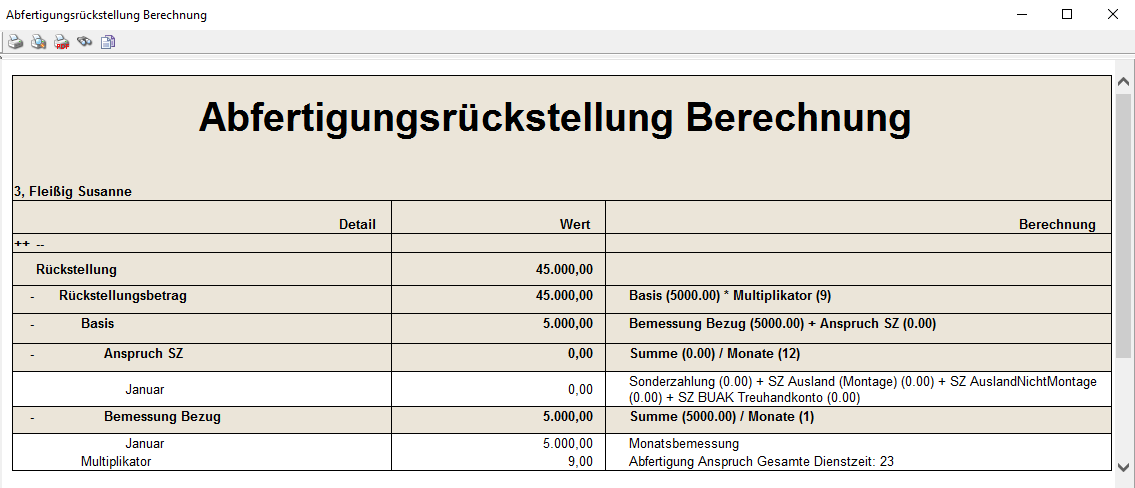 Abfertigungsrückstellung Berechnung
Abfertigungsrückstellung Berechnung
3, Fleißig Susanne
Detail Wert Berechnung
++ --
Rückstellung 45.000,00
- Rückstellungsbetrag 45.000,00 Basis (5000.00) * Multiplikator (9)
- Basis 5.000,00 Bemessung Bezug (5000.00) + Anspruch SZ (0.00)
- Anspruch SZ 0,00 Summe (0.00) / Monate (12)
Januar 0,00 Sonderzahlung (0.00) + SZ Ausland (Montage) (0.00) + SZ AuslandNichtMontage
(0.00) + SZ BUAK Treuhandkonto (0.00)
- Bemessung Bezug 5.000,00 Summe (5000.00) / Monate (1)
Januar 5.000,00 Monatsbemessung
Multiplikator 9,00 Abfertigung Anspruch Gesamte Dienstzeit: 23